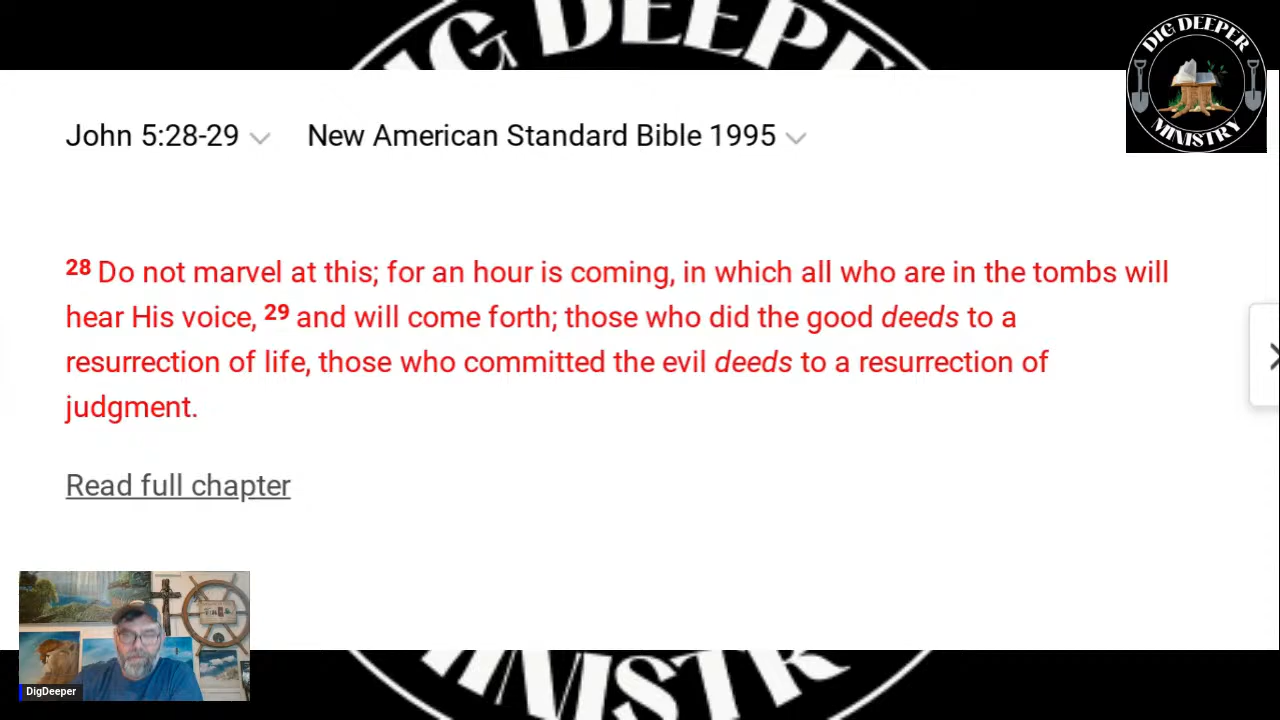 DIG DEEPER
DIG DEEPER
MINISTRY
John 5:28-29 New American Standard Bible 1995
28 Do not marvel at this; for an hour is coming, in which all who are in the tombs will
hear His voice, 29 and will come forth; those who did the good deeds to a
resurrection of life, those who committed the evil deeds to a resurrection of
judgment.
Read full chapter
DigDeeper
MINISTRY